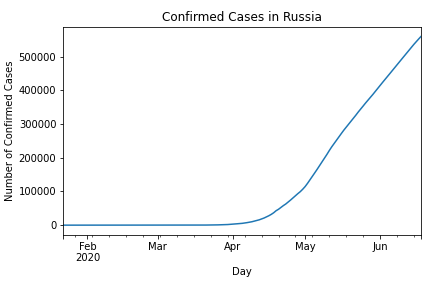 Confirmed Cases in Russia
Number of Confirmed Cases
500000
400000
300000
200000
100000
0
Feb
2020
Mar
Apr
May
Jun
Day